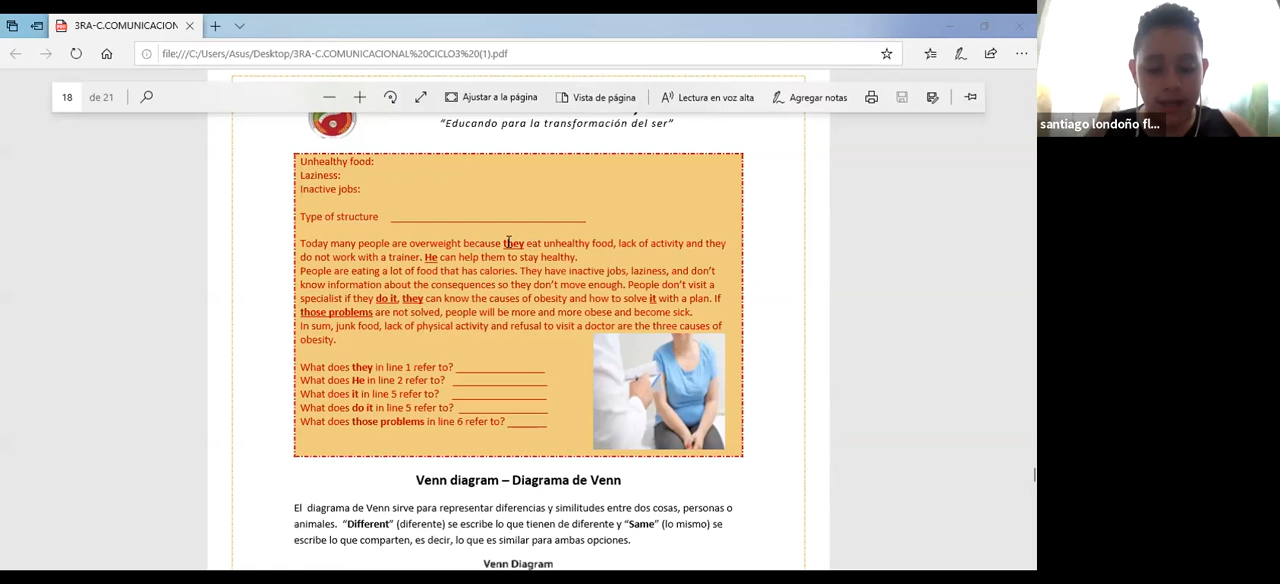 3RA-C.COMUNICACION
file:///C:/Users/Asus/Desktop/3RA-C.COMUNICACIONAL%20CICLO3%20(1).pdf
18 de 21 Ajustar a la página Vista de página Lectura en voz alta Agregar notas
santiago londoño fl...
"Educando para la transformación del ser"
Unhealthy food:
Laziness:
Inactive jobs:
Type of structure
Today many people are overweight because they eat unhealthy food, lack of activity and they
do not work with a trainer. He can help them to stay healthy.
People are eating a lot of food that has calories. They have inactive jobs, laziness, and don't
know information about the consequences so they don't move enough. People don't visit a
specialist if they do it, they can know the causes of obesity and how to solve it with a plan. If
those problems are not solved, people will be more and more obese and become sick.
In sum, junk food, lack of physical activity and refusal to visit a doctor are the three causes of
obesity.
What does they in line 1 refer to?
What does He in line 2 refer to?
What does it in line 5 refer to?
What does do it in line 5 refer to?
What does those problems in line 6 refer to?
Venn diagram – Diagrama de Venn
El diagrama de Venn sirve para representar diferencias y similitudes entre dos cosas, personas o
animales. "Different" (diferente) se escribe lo que tienen de diferente y "Same" (lo mismo) se
escribe lo que comparten, es decir, lo que es similar para ambas opciones.
Venn Diagram